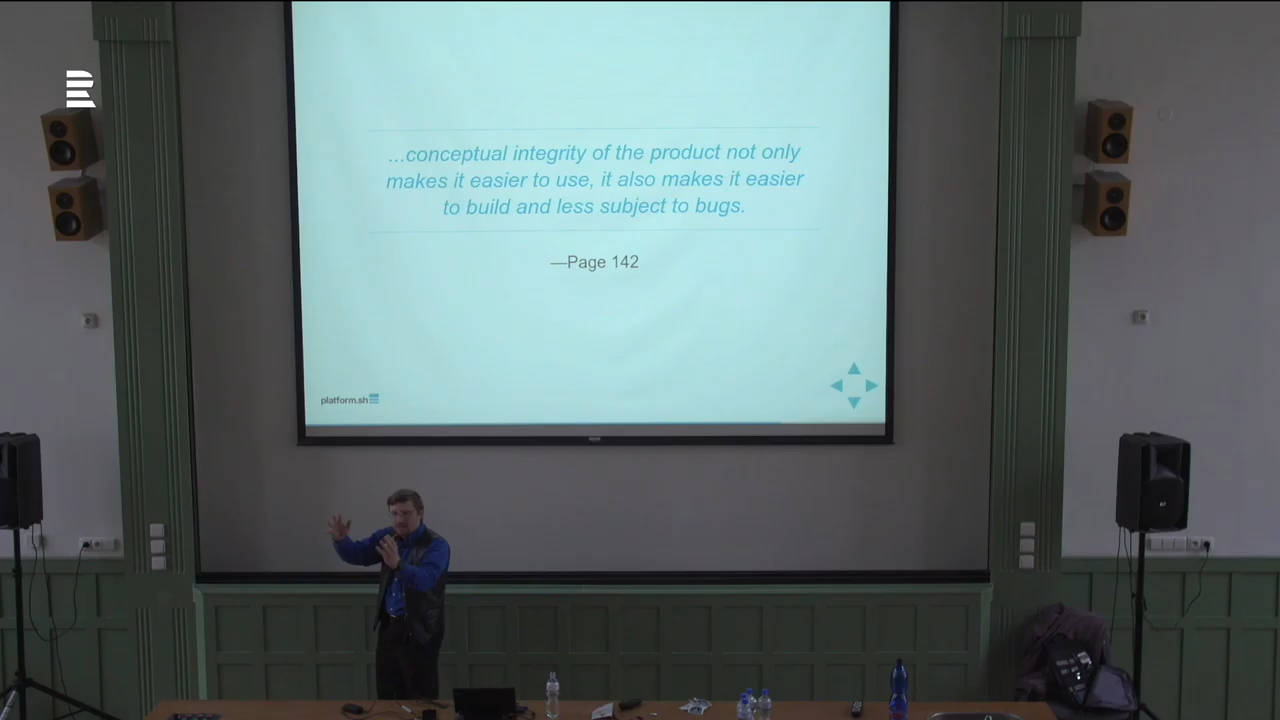 ...conceptual integrity of the product not only
makes it easier to use, it also makes it easier
to build and less subject to bugs.
—Page 142
platform.sh